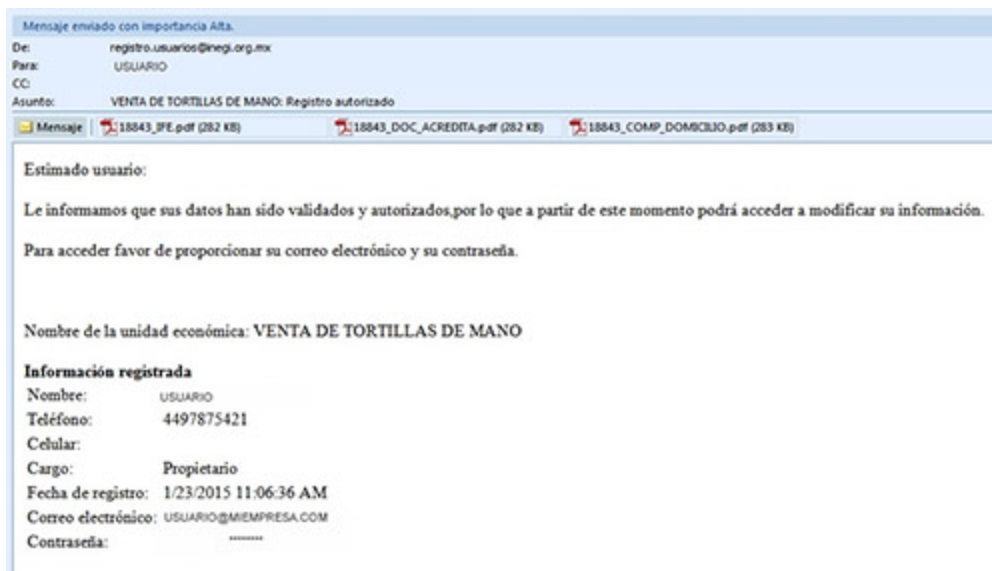 Mensaje enviado con importancia Alta.
De: registro.usuarios@inegi.org.mx
Para: USUARIO
CC:
Asunto: VENTA DE TORTILLAS DE MANO: Registro autorizado
Mensaje 18843_IFE.pdf (282 KB) 18843_DOC_ACREDITA.pdf (282 KB) 18843_COMP_DOMICILIO.pdf (283 KB)
Estimado usuario:
Le informamos que sus datos han sido validados y autorizados,por lo que a partir de este momento podrá acceder a modificar su información.
Para acceder favor de proporcionar su correo electrónico y su contraseña.
Nombre de la unidad económica: VENTA DE TORTILLAS DE MANO
Información registrada
Nombre: USUARIO
Teléfono: 4497875421
Celular:
Cargo: Propietario
Fecha de registro: 1/23/2015 11:06:36 AM
Correo electrónico: USUARIO@MIEMPRESA.COM
Contraseña: ********